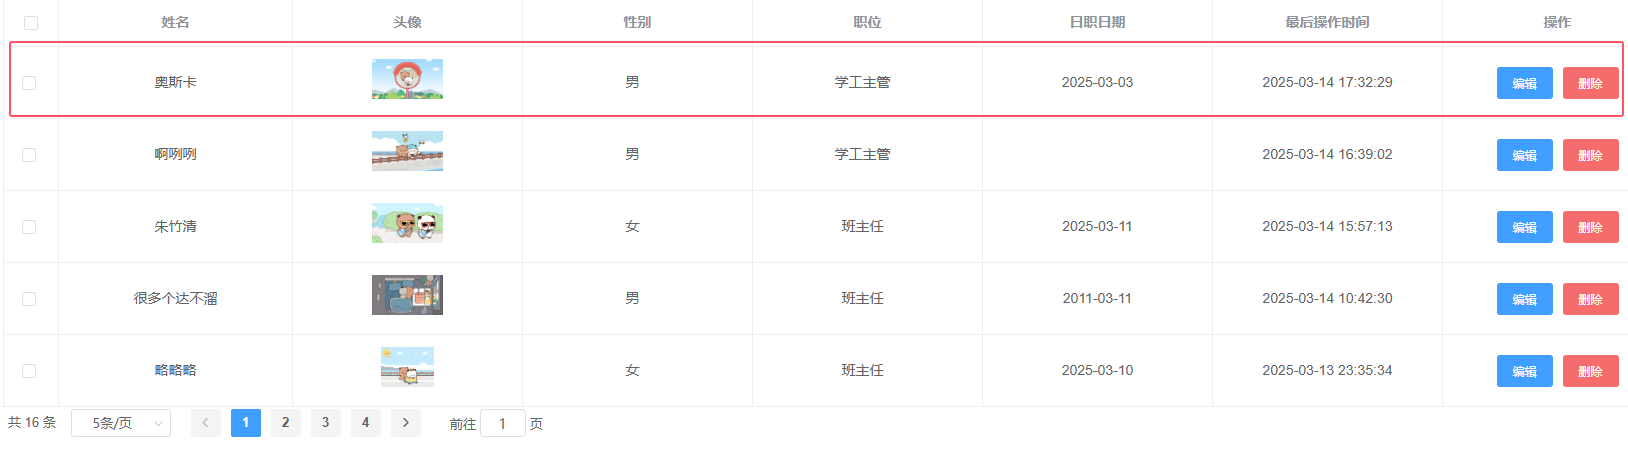 姓名 头像 性别 职位 日职日期 最后操作时间 操作
奥斯卡 男 学工主管 2025-03-03 2025-03-14 17:32:29 编辑 删除
啊咧咧 男 学工主管 2025-03-14 16:39:02 编辑 删除
朱竹清 女 班主任 2025-03-11 2025-03-14 15:57:13 编辑 删除
很多个达不溜 男 班主任 2011-03-11 2025-03-14 10:42:30 编辑 删除
略略略 女 班主任 2025-03-10 2025-03-13 23:35:34 编辑 删除
共 16 条 5条/页 1 2 3 4 前往 1 页